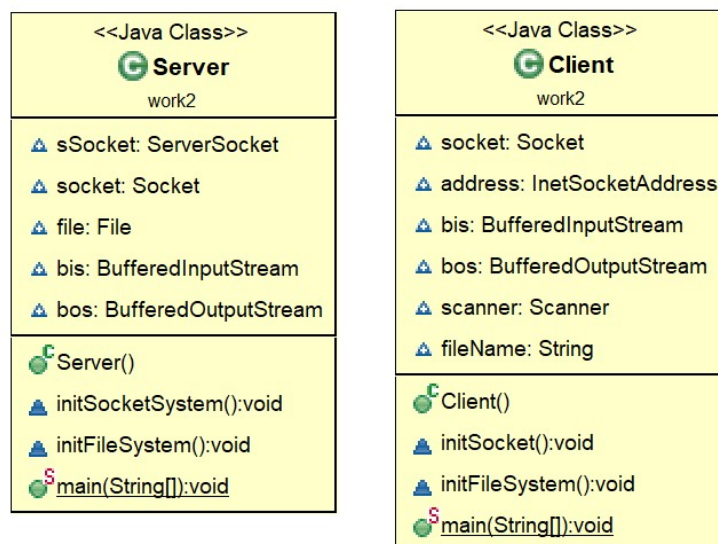 <<Java Class>>
Server
work2
sSocket: ServerSocket
socket: Socket
file: File
bis: BufferedInputStream
bos: BufferedOutputStream
Server()
initSocketSystem():void
initFileSystem():void
main(String[]):void
<<Java Class>>
Client
work2
socket: Socket
address: InetSocketAddress
bis: BufferedInputStream
bos: BufferedOutputStream
scanner: Scanner
fileName: String
Client()
initSocket():void
initFileSystem():void
main(String[]):void